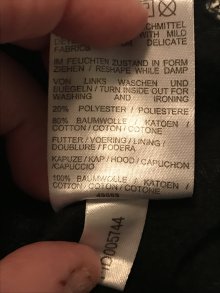 SCHMITTEL
WITH MILD
DELICATE
FABRICS
IM FEUCHTEN ZUSTAND IN FORM
ZIEHEN / RESHAPE WHILE DAMP
VON LINKS WASCHEN UND
BUEGELN / TURN INSIDE OUT FOR
WASHING AND IRONING
20% POLYESTER / POLIESTERE
80% BAUMWOLLE / KATOEN /
COTTON / COTON / COTONE
FUTTER / VOERING / LINING /
DOUBLURE / FODERA
KAPUZE / KAP / HOOD / CAPUCHON
/CAPUCCIO
100% BAUMWOLLE / KATOEN /
COTTON / COTON / COTONE
005744